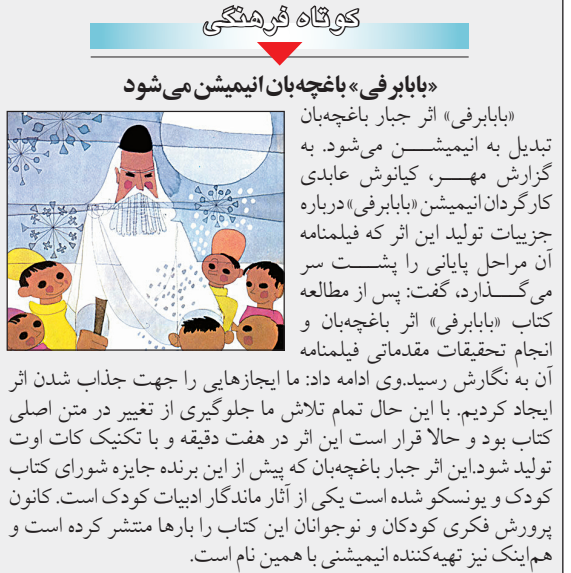 کوتاه فرهنگی
«بابابرفی» باغچه‌بان انیمیشن می‌شود
«بابابرفی» اثر جبار باغچه‌بان
تبدیل به انیمیشن می‌شود. به
گزارش مهر، کیانوش عابدی
کارگردان انیمیشن «بابابرفی» درباره
جزییات تولید این اثر که فیلمنامه
آن مراحل پایانی را پشت سر
می‌گذارد، گفت: پس از مطالعه
کتاب «بابابرفی» اثر باغچه‌بان و
انجام تحقیقات مقدماتی فیلمنامه
آن به نگارش رسید.وی ادامه داد: ما ایجازهایی را جهت جذاب شدن اثر
ایجاد کردیم. با این حال تمام تلاش ما جلوگیری از تغییر در متن اصلی
کتاب بود و حالا قرار است این اثر در هفت دقیقه و با تکنیک کات اوت
تولید شود.این اثر جبار باغچه‌بان که پیش از این برنده جایزه شورای کتاب
کودک و یونسکو شده است یکی از آثار ماندگار ادبیات کودک است. کانون
پرورش فکری کودکان و نوجوانان این کتاب را بارها منتشر کرده است و
هم‌اینک نیز تهیه‌کننده انیمیشنی با همین نام است.